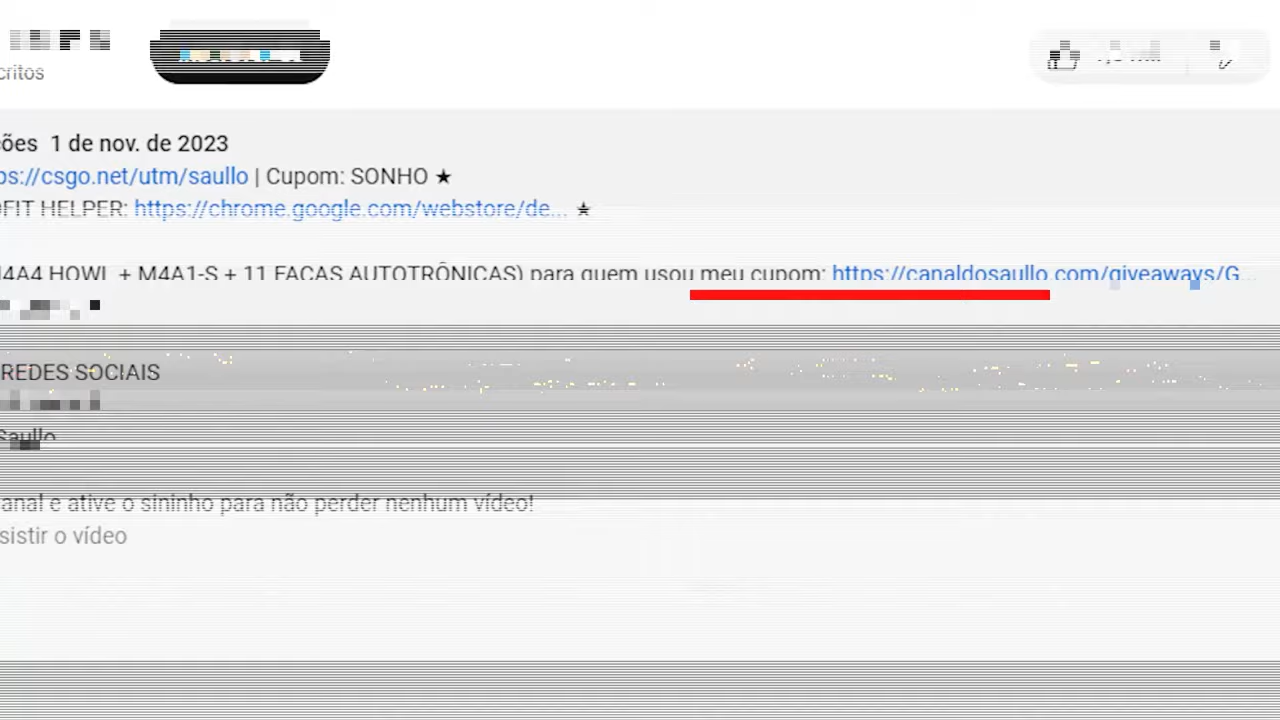 critos
ões 1 de nov. de 2023
ps://csgo.net/utm/saullo | Cupom: SONHO ★
FIT HELPER: https://chrome.google.com/webstore/de... ★
HOWL + M4A1-S + 11 FACAS AUTOTRÔNICAS) para quem usou meu cupom: https://canaldosaullo.com/giveaways/G...
REDES SOCIAIS
Saullo
anal e ative o sininho para não perder nenhum vídeo!
sistir o vídeo